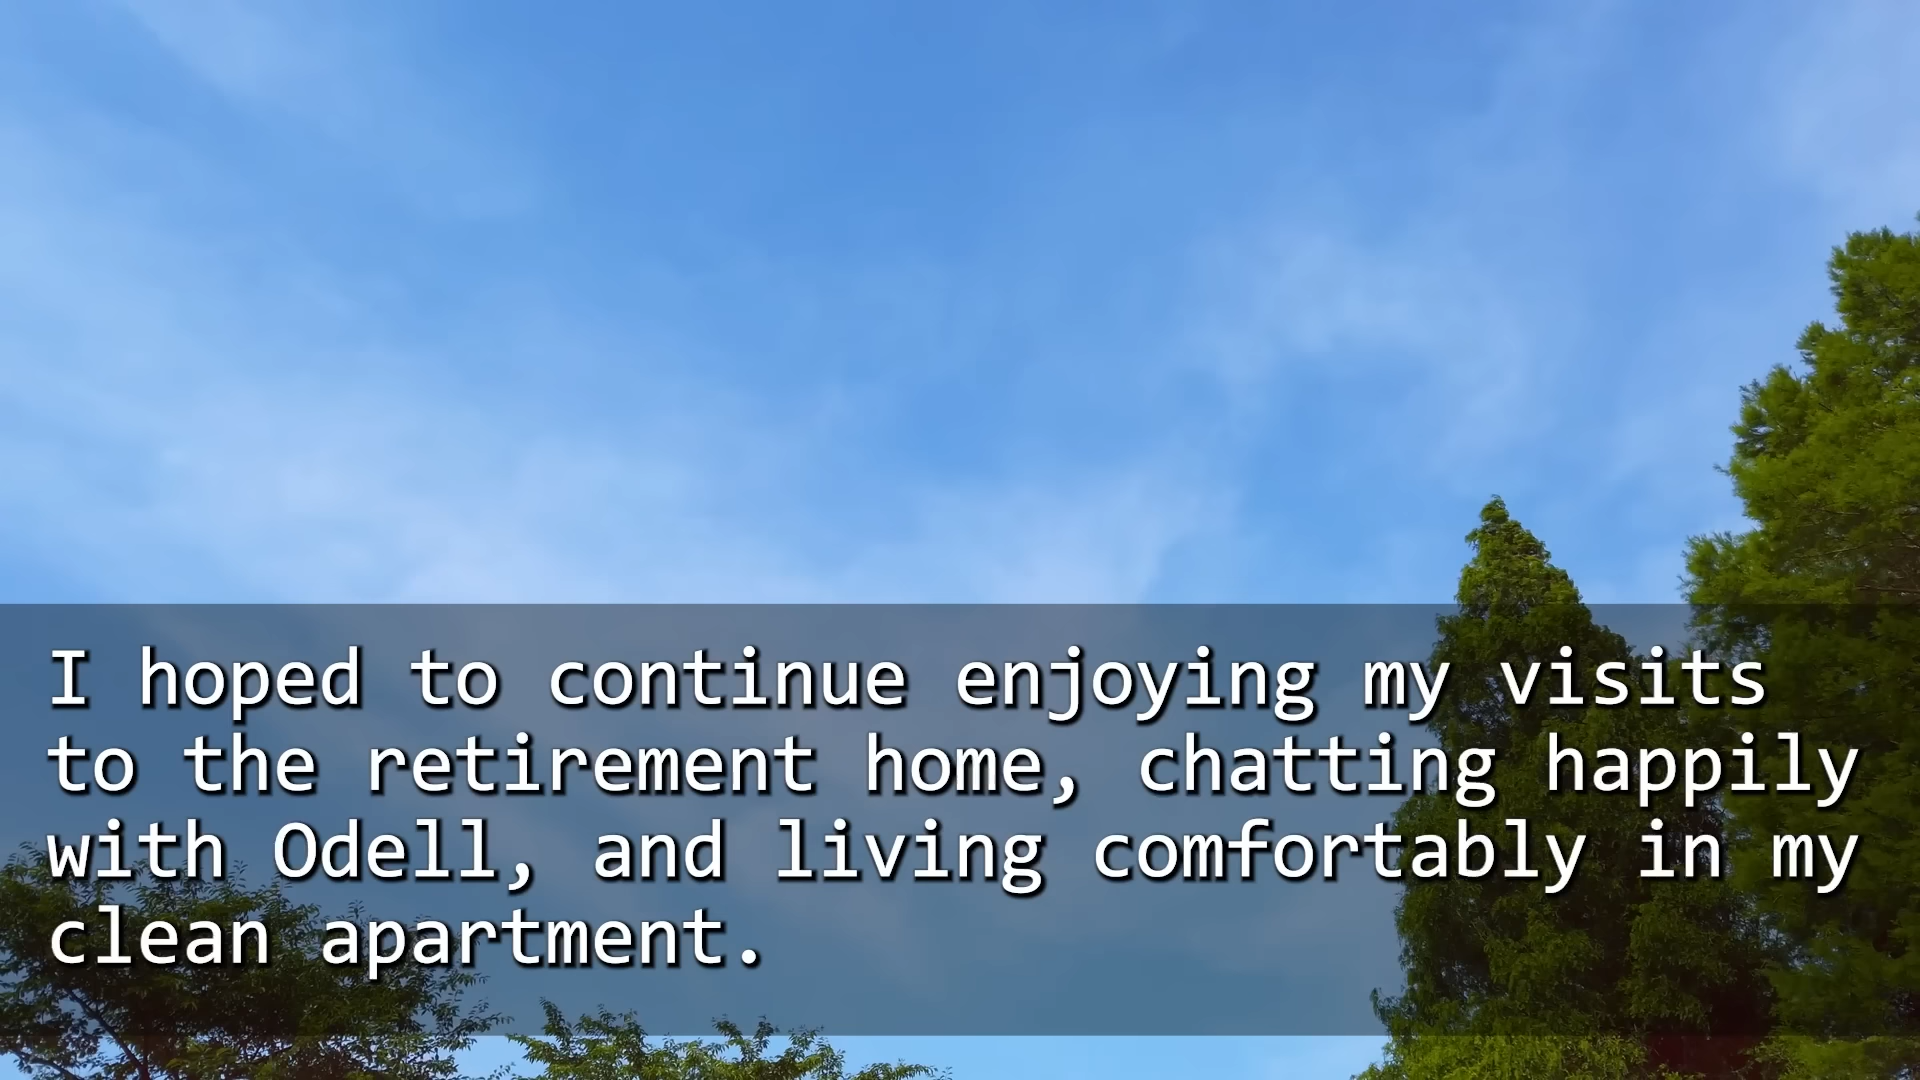 I hoped to continue enjoying my visits
to the retirement home, chatting happily
with Odell, and living comfortably in my
clean apartment.